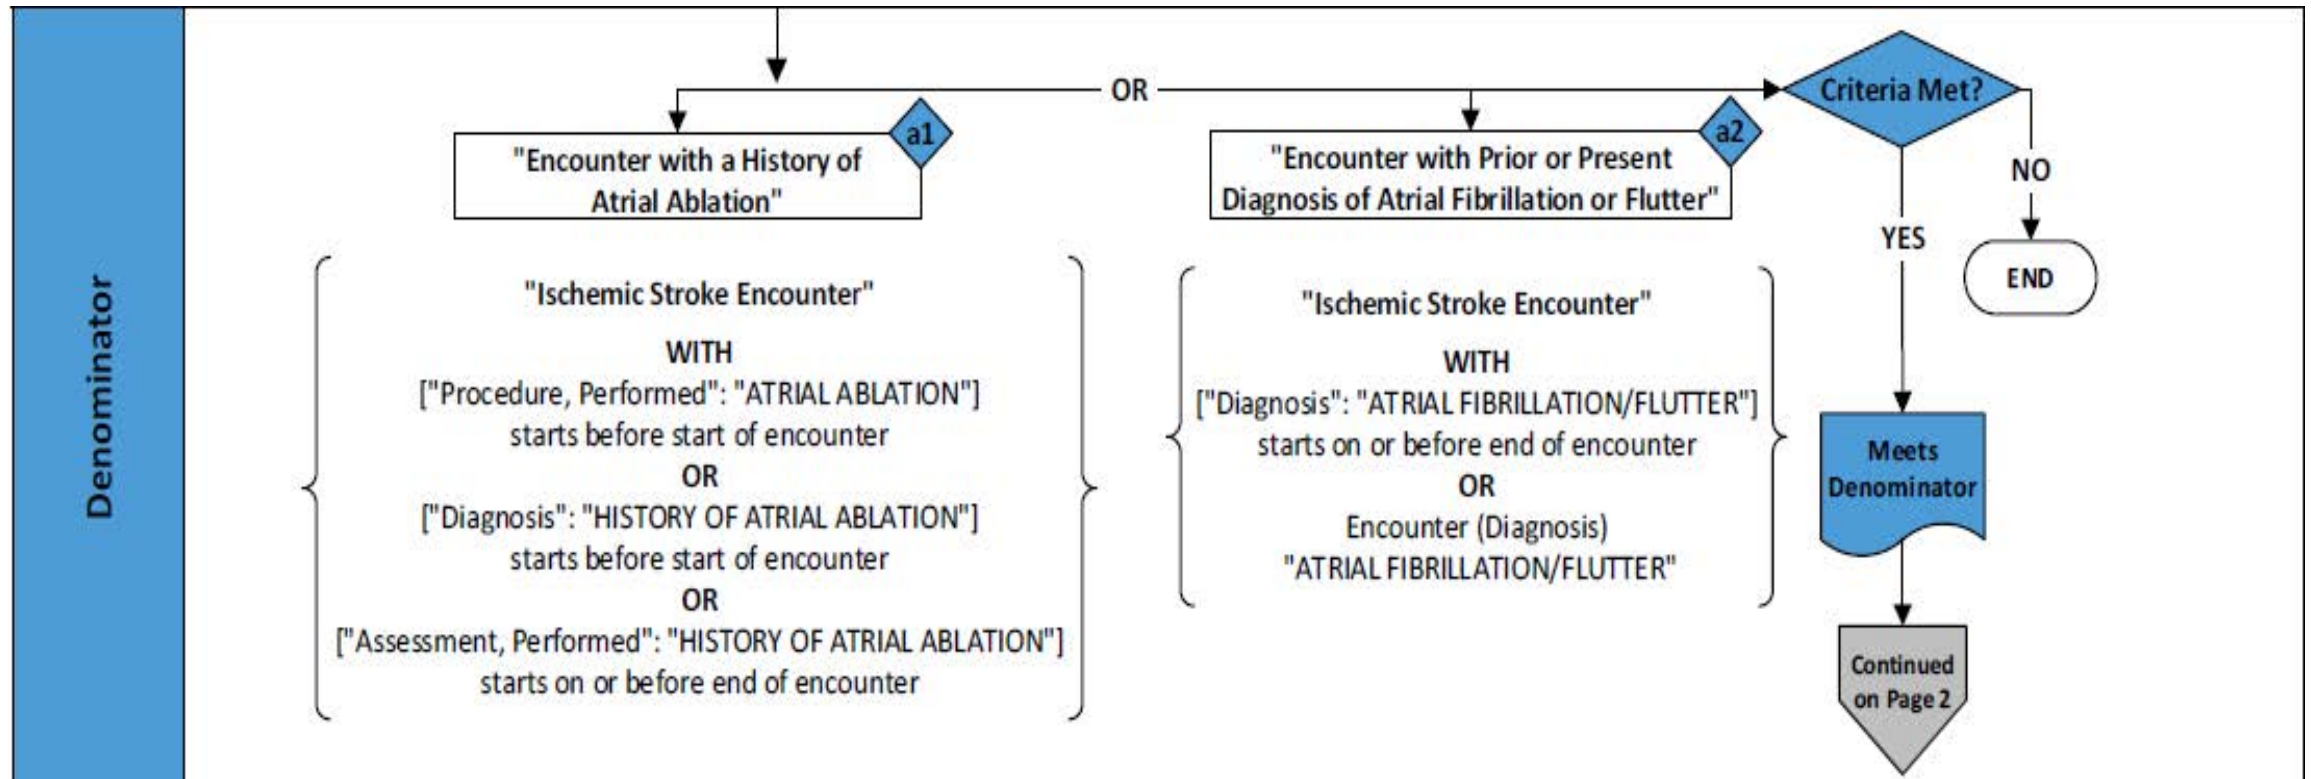 Denominator
OR
Criteria Met?
a1
"Encounter with a History of
Atrial Ablation"
a2
"Encounter with Prior or Present
Diagnosis of Atrial Fibrillation or Flutter"
NO
YES
END
"Ischemic Stroke Encounter"
WITH
["Procedure, Performed": "ATRIAL ABLATION"]
starts before start of encounter
OR
["Diagnosis": "HISTORY OF ATRIAL ABLATION"]
starts before start of encounter
OR
["Assessment, Performed": "HISTORY OF ATRIAL ABLATION"]
starts on or before end of encounter
"Ischemic Stroke Encounter"
WITH
["Diagnosis": "ATRIAL FIBRILLATION/FLUTTER"]
starts on or before end of encounter
OR
Encounter (Diagnosis)
"ATRIAL FIBRILLATION/FLUTTER"
Meets
Denominator
Continued
on Page 2